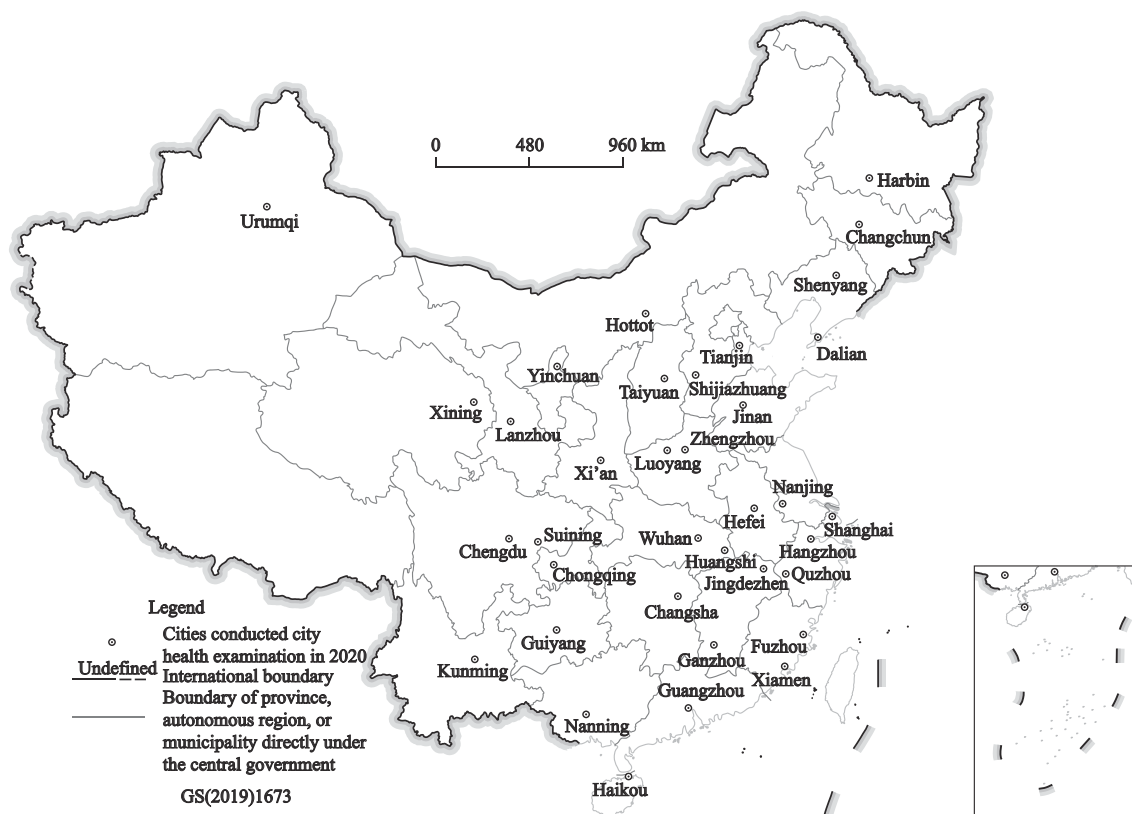 0 480 960 km
Harbin
Urumqi
Changchun
Shenyang
Hottot
Tianjin
Dalian
Yinchuan
Taiyuan
Shijiazhuang
Xining
Jinan
Lanzhou
Zhengzhou
Luoyang
Xi'an
Nanjing
Hefei
Shanghai
Suining
Wuhan
Chengdu
Hangzhou
Huangshi
Chongqing
Jingdezhen
Quzhou
Changsha
Guiyang
Fuzhou
Ganzhou
Kunming
Xiamen
Guangzhou
Nanning
Haikou
Legend
Cities conducted city
health examination in 2020
Undefined
International boundary
Boundary of province,
autonomous region, or
municipality directly under
the central government
GS(2019)1673